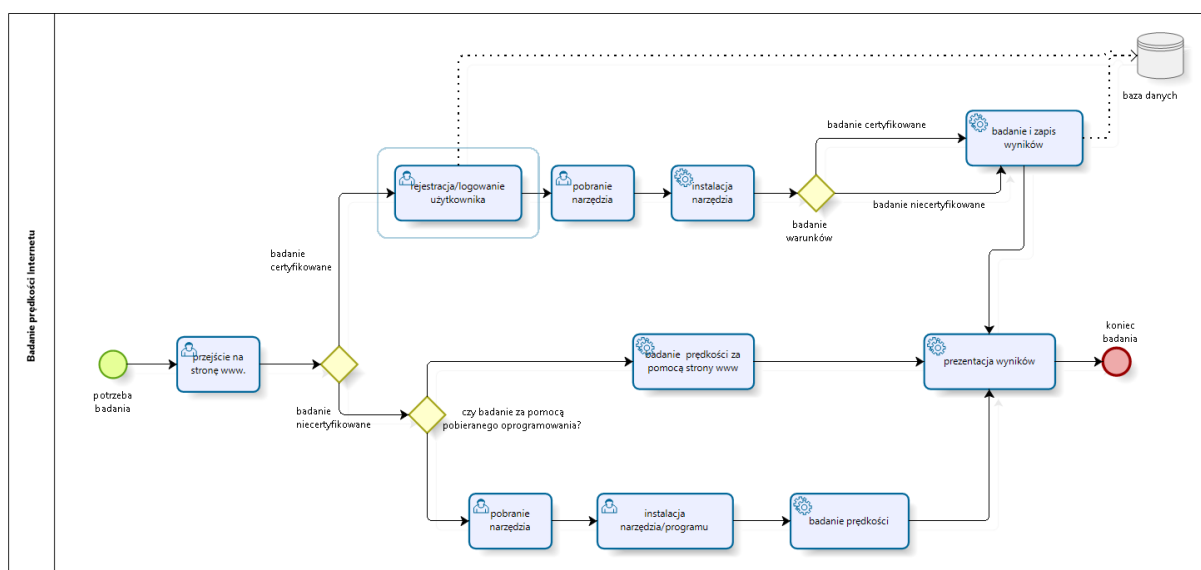 Badanie prędkości Internetu
potrzeba
badania
przejście na
stronę www.
badanie
certyfikowane
badanie
niecertyfikowane
rejestracja/logowanie
użytkownika
pobranie
narzędzia
instalacja
narzędzia
badanie
warunków
badanie certyfikowane
badanie niecertyfikowane
badanie i zapis
wyników
baza danych
czy badanie za pomocą
pobieranego oprogramowania?
badanie prędkości za
pomocą strony www
pobranie
narzędzia
instalacja
narzędzia/programu
badanie prędkości
prezentacja wyników
koniec
badania